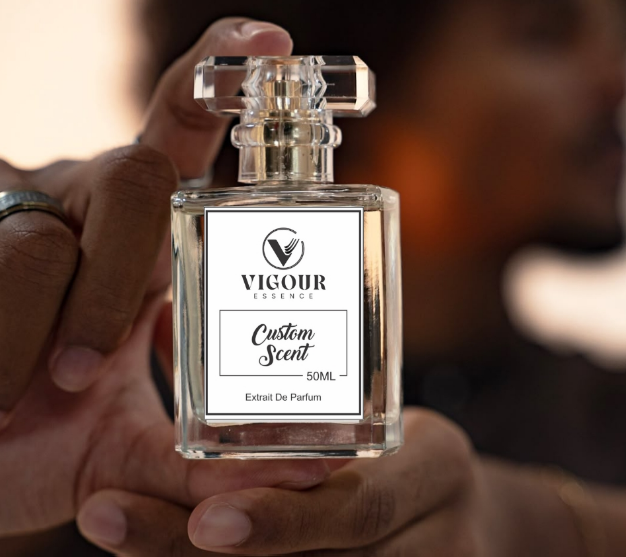 VIGOUR
ESSENCE
Custom
Scent
50ML
Extrait De Parfum